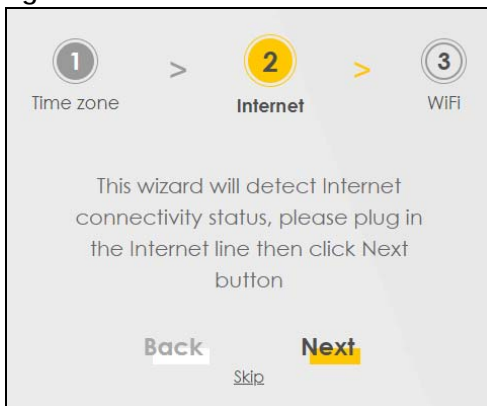 1 > 2 > 3
Time zone Internet WiFi
This wizard will detect Internet
connectivity status, please plug in
the Internet line then click Next
button
Back Next
Skip